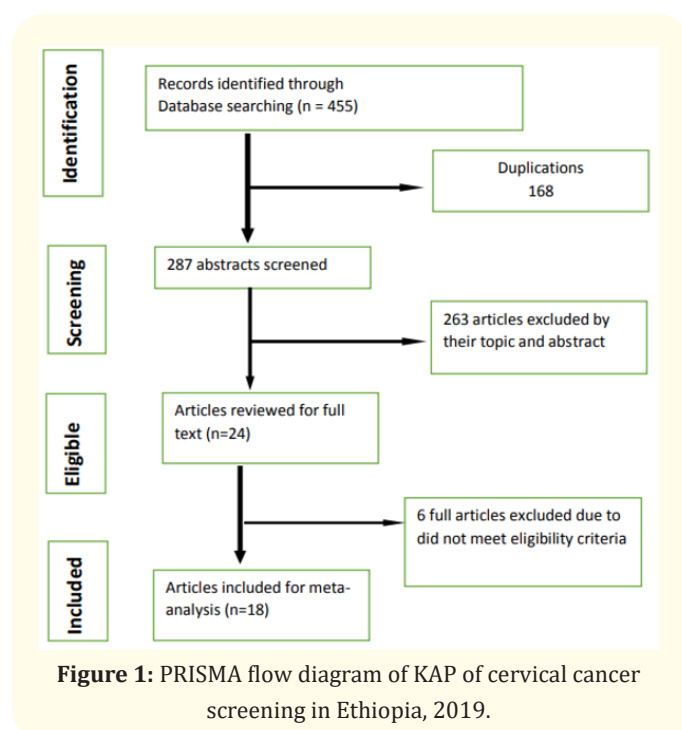 Identification
Records identified through
Database searching (n = 455)
Duplications
168
Screening
287 abstracts screened
263 articles excluded by
their topic and abstract
Eligible
Articles reviewed for full
text (n=24)
6 full articles excluded due to
did not meet eligibility criteria
Included
Articles included for meta-
analysis (n=18)
Figure 1: PRISMA flow diagram of KAP of cervical cancer
screening in Ethiopia, 2019.